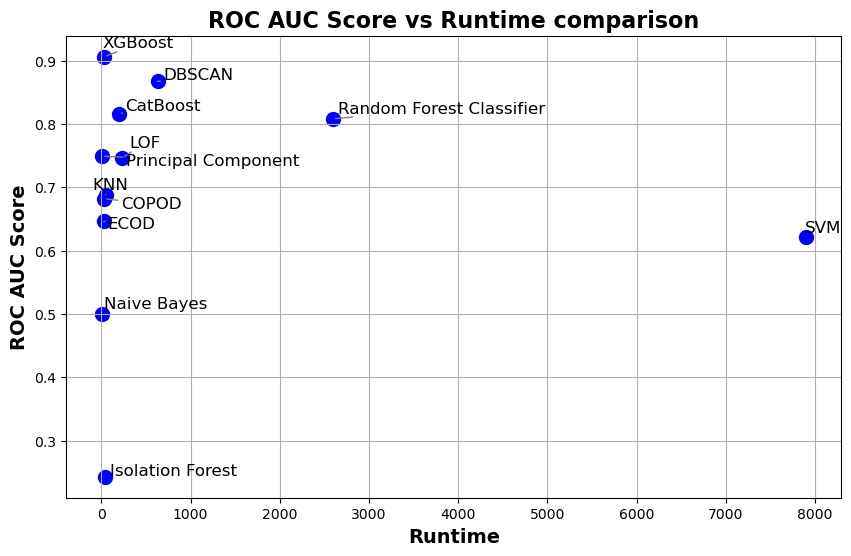 ROC AUC Score vs Runtime comparison
XGBoost
DBSCAN
CatBoost
Random Forest Classifier
LOF
Principal Component
KNN
COPOD
ECOD
SVM
Naive Bayes
Isolation Forest
0.9
0.8
0.7
0.6
0.5
0.4
0.3
ROC AUC Score
0 1000 2000 3000 4000 5000 6000 7000 8000
Runtime